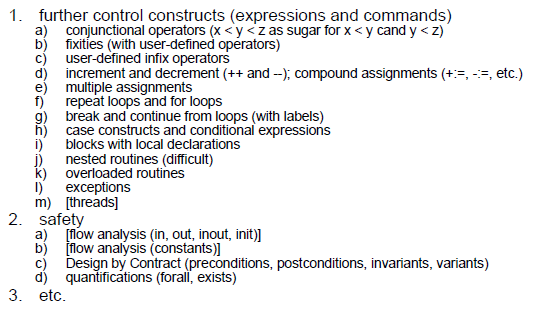 1. further control constructs (expressions and commands)
a) conjunctional operators (x < y < z as sugar for x < y cand y < z)
b) fixities (with user-defined operators)
c) user-defined infix operators
d) increment and decrement (++ and --); compound assignments (+:=, -:=, etc.)
e) multiple assignments
f) repeat loops and for loops
g) break and continue from loops (with labels)
h) case constructs and conditional expressions
i) blocks with local declarations
j) nested routines (difficult)
k) overloaded routines
l) exceptions
m) [threads]
2. safety
a) [flow analysis (in, out, inout, init)]
b) [flow analysis (constants)]
c) Design by Contract (preconditions, postconditions, invariants, variants)
d) quantifications (forall, exists)
3. etc.